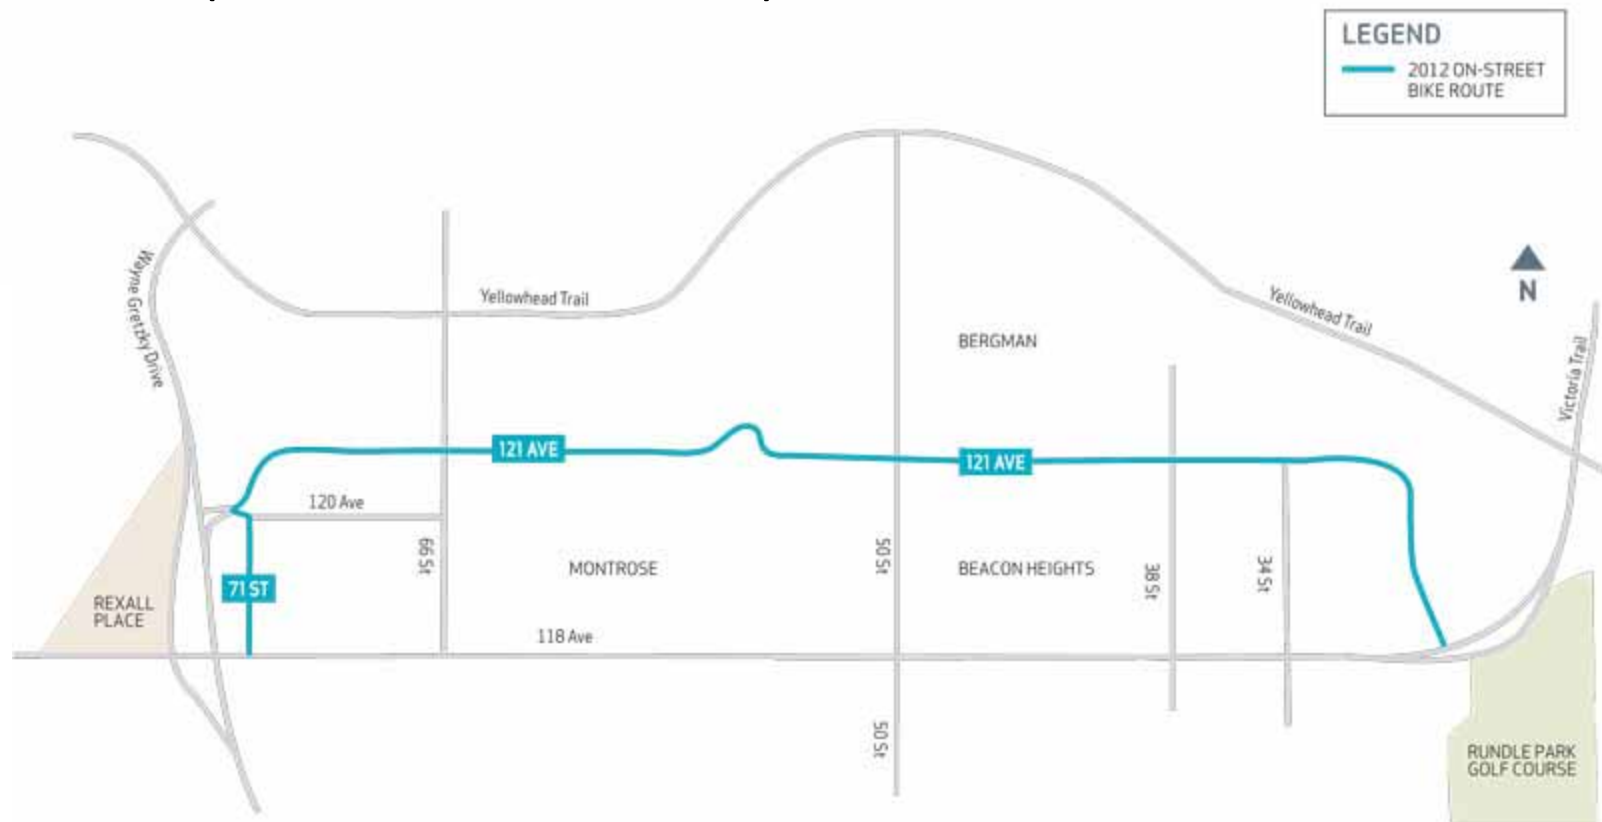 LEGEND
2012 ON-STREET
BIKE ROUTE
Wayne Gretzky Drive
Yellowhead Trail
Yellowhead Trail
N
Victoria Trail
BERGMAN
121 AVE
121 AVE
120 Ave
66 St
MONTROSE
50 St
BEACON HEIGHTS
38 St
34 St
71 ST
REXALL
PLACE
118 Ave
50 St
RUNDLE PARK
GOLF COURSE